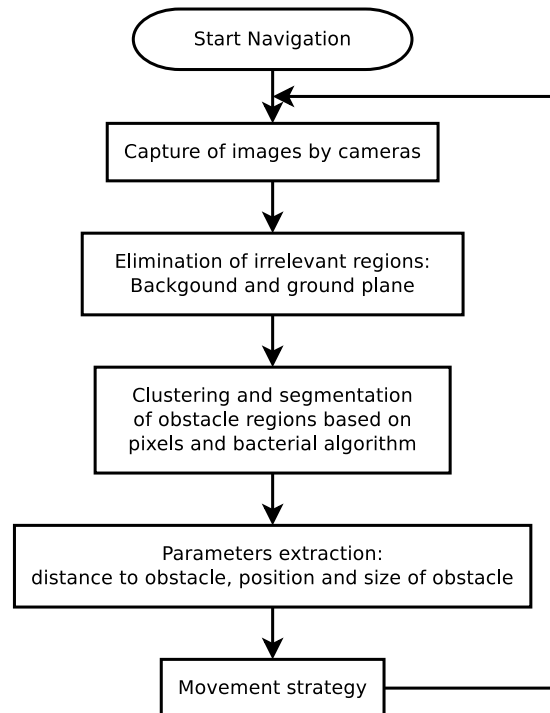 Start Navigation
Capture of images by cameras
Elimination of irrelevant regions:
Backgound and ground plane
Clustering and segmentation
of obstacle regions based on
pixels and bacterial algorithm
Parameters extraction:
distance to obstacle, position and size of obstacle
Movement strategy